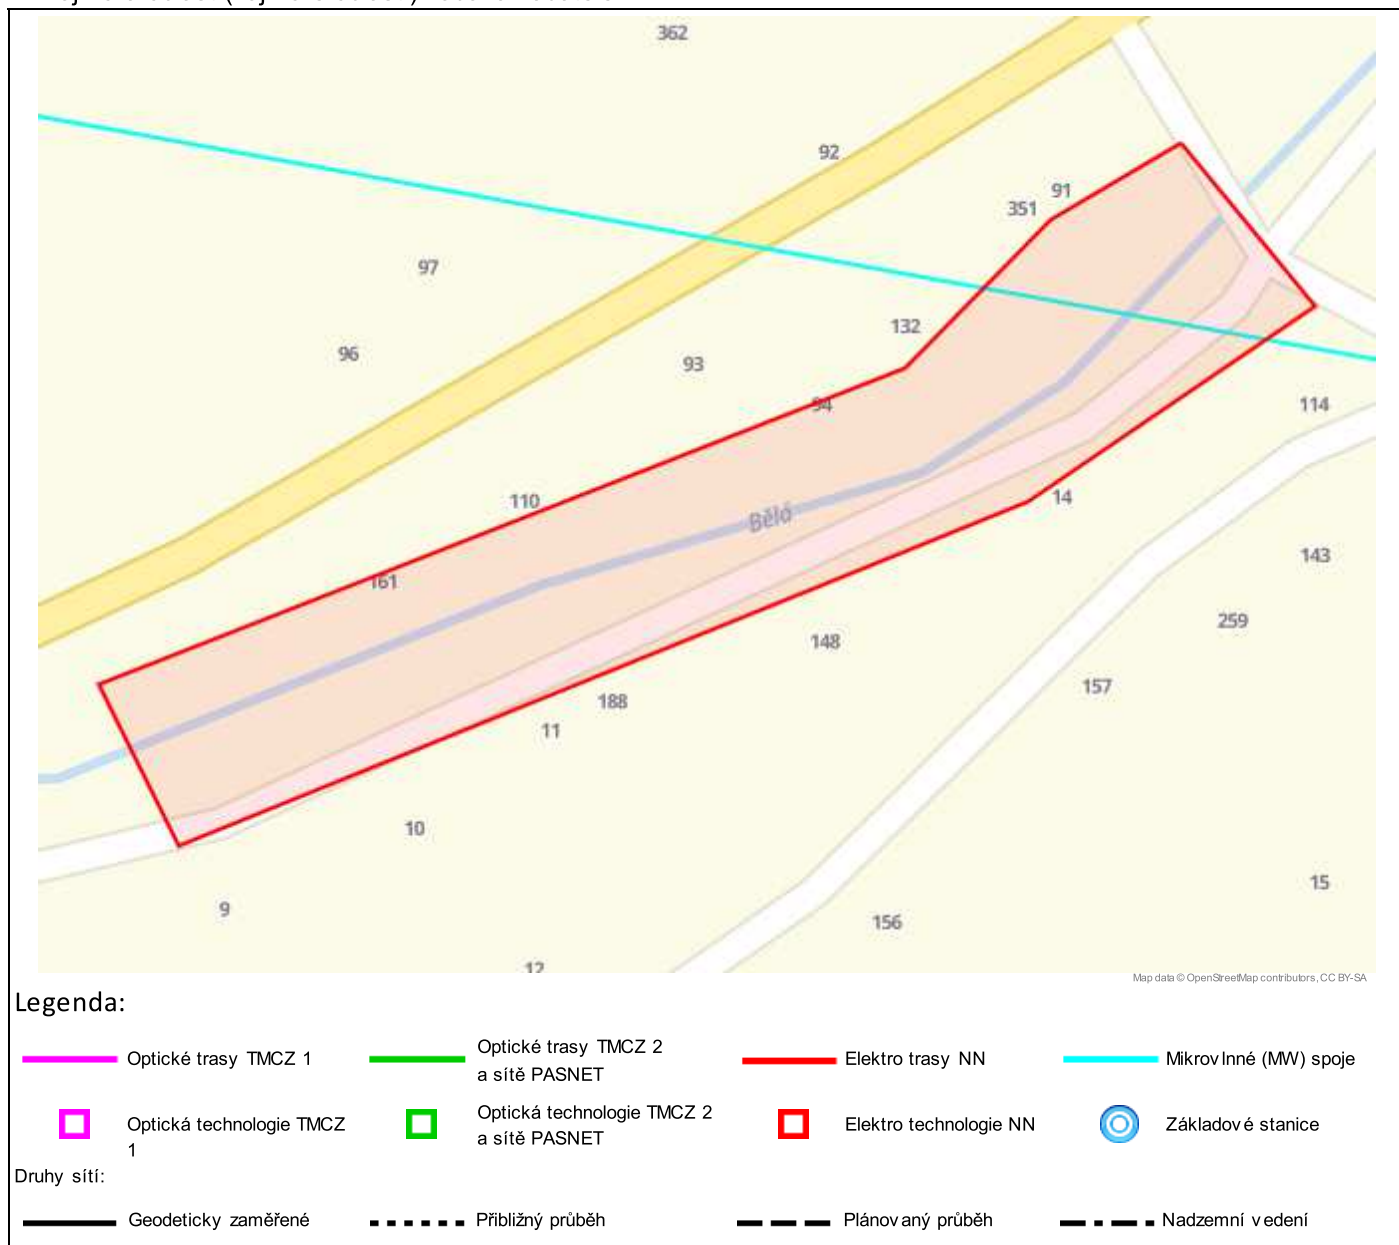 362
92
91
351
97
132
96
93
94
114
110
14
Bělá
143
161
259
148
157
188
11
10
15
9
156
12
Map data © OpenStreetMap contributors, CC BY-SA
Legenda:
Optické trasy TMCZ 1
Optické trasy TMCZ 2
a sítě PASNET
Elektro trasy NN
Mikrovlnné (MW) spoje
Optická technologie TMCZ
1
Optická technologie TMCZ 2
a sítě PASNET
Elektro technologie NN
Základové stanice
Druhy sítí:
Geodeticky zaměřené
Přibližný průběh
Plánovaný průběh
Nadzemní vedení